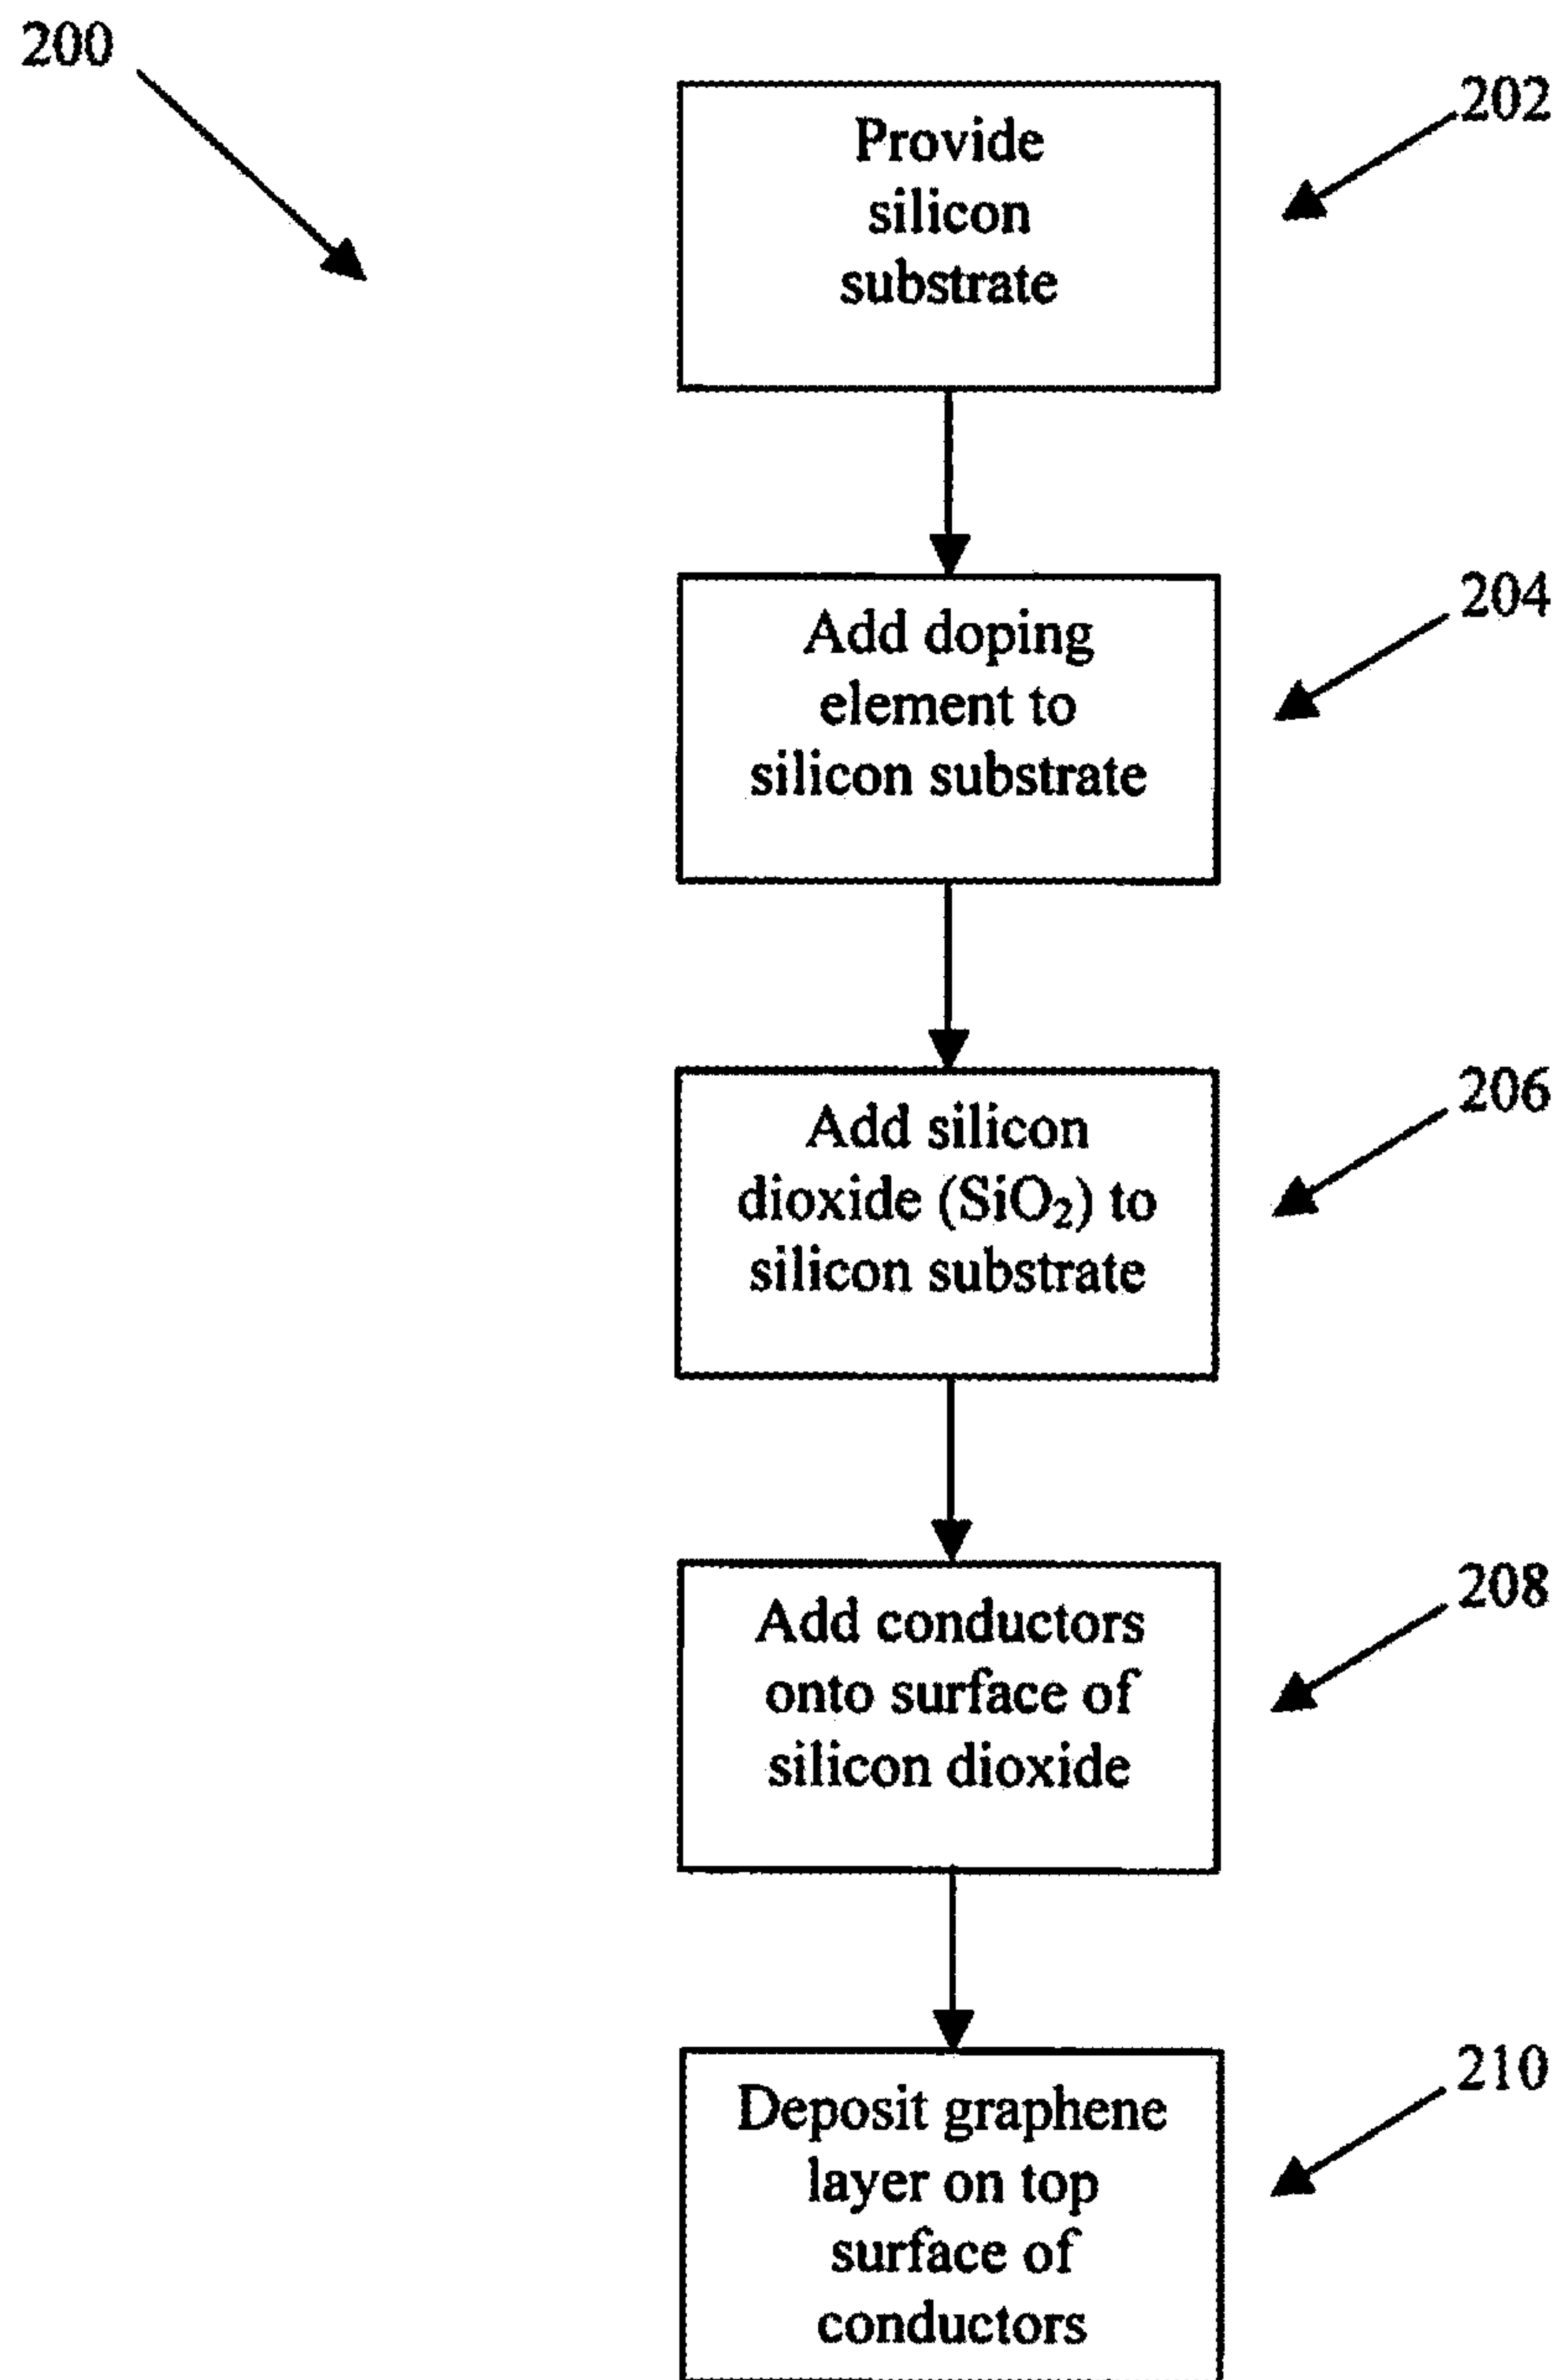 200
Provide
silicon
substrate
202
Add doping
element to
silicon substrate
204
Add silicon
dioxide (SiO₂) to
silicon substrate
206
Add conductors
onto surface of
silicon dioxide
208
Deposit graphene
layer on top
surface of
conductors
210